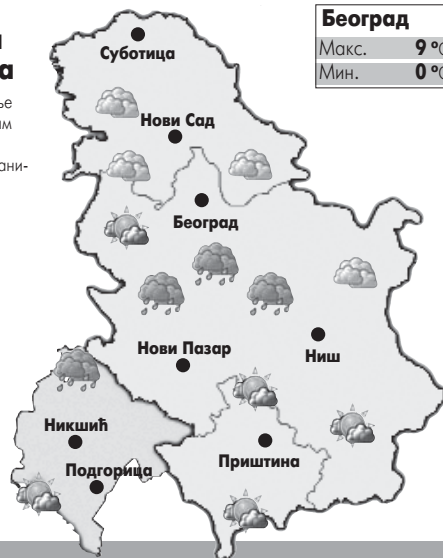 Београд
Макс. 9 °C
Мин. 0 °C
Суботица
Нови Сад
Београд
Нови Пазар
Ниш
Никшић
Подгорица
Приштина